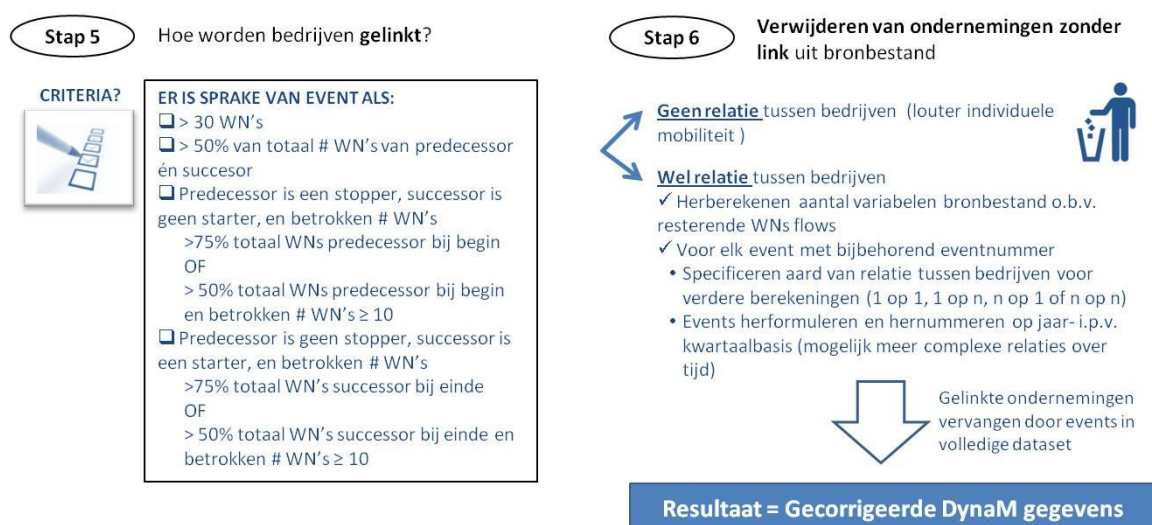 Stap 5
Hoe worden bedrijven gelinkt?
CRITERIA?
ER IS SPRAKE VAN EVENT ALS:
❑ > 30 WN's
❑ > 50% van totaal # WN's van predecessor
én succesor
❑ Predecessor is een stopper, successor is
geen starter, en betrokken # WN's
>75% totaal WNs predecessor bij begin
OF
> 50% totaal WNs predecessor bij begin
en betrokken # WN's ≥ 10
❑ Predecessor is geen stopper, successor is
een starter, en betrokken # WN's
>75% totaal WN's successor bij einde
OF
> 50% totaal WN's successor bij einde en
betrokken # WN's ≥ 10
Stap 6
Verwijderen van ondernemingen zonder
link uit bronbestand
Geen relatie tussen bedrijven (louter individuele
mobiliteit )
Wel relatie tussen bedrijven
✓ Herberekenen aantal variabelen bronbestand o.b.v.
resterende WNs flows
✓ Voor elk event met bijbehorend eventnummer
• Specificeren aard van relatie tussen bedrijven voor
verdere berekeningen (1 op 1, 1 op n, n op 1 of n op n)
• Events herformuleren en hernummeren op jaar- i.p.v.
kwartaalbasis (mogelijk meer complexe relaties over
tijd)
Gelinkte ondernemingen
vervangen door events in
volledige dataset
Resultaat = Gecorrigeerde DynaM gegevens